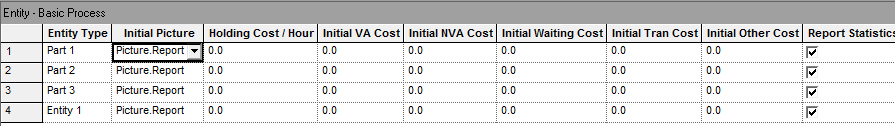 Entity - Basic Process
Entity Type Initial Picture Holding Cost / Hour Initial VA Cost Initial NVA Cost Initial Waiting Cost Initial Tran Cost Initial Other Cost Report Statistics
1 Part 1 Picture.Report 0.0 0.0 0.0 0.0 0.0 0.0
2 Part 2 Picture.Report 0.0 0.0 0.0 0.0 0.0 0.0
3 Part 3 Picture.Report 0.0 0.0 0.0 0.0 0.0 0.0
4 Entity 1 Picture.Report 0.0 0.0 0.0 0.0 0.0 0.0